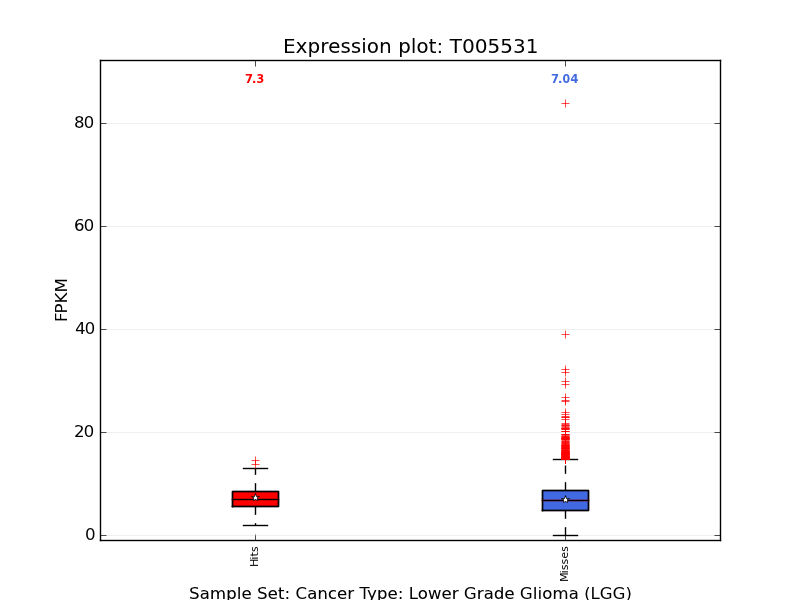 Expression plot: T005531
7.3
7.04
80
60
40
20
0
FPKM
Hits
Misses
Sample Set: Cancer Type: Lower Grade Glioma (LGG)